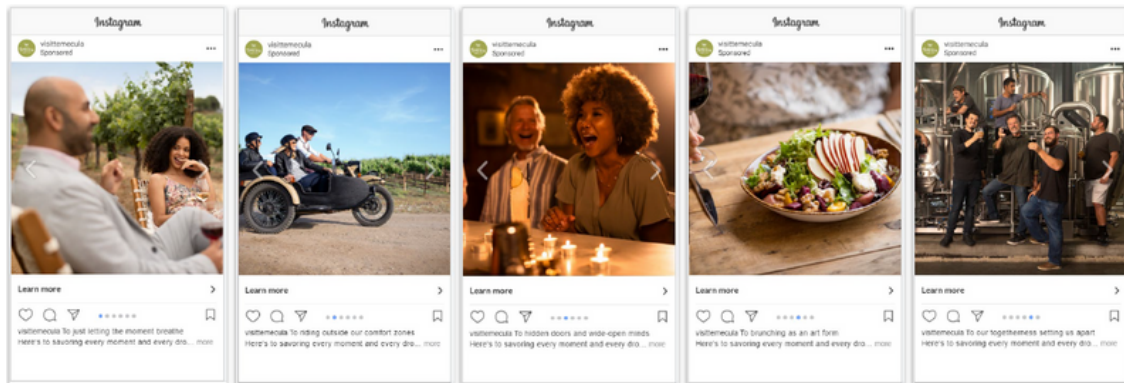 Instagram
visittemecula
Sponsored
Learn more
visittemecula To just letting the moment breathe
Here's to savoring every moment and every dro... more
Instagram
visittemecula
Sponsored
Learn more
visittemecula To riding outside our comfort zones
Here's to savoring every moment and every dro... more
Instagram
visittemecula
Sponsored
Learn more
visittemecula To hidden doors and wide-open minds
Here's to savoring every moment and every dro... more
Instagram
visittemecula
Sponsored
Learn more
visittemecula To brunching as an art form
Here's to savoring every moment and every dro... more
Instagram
visittemecula
Sponsored
Learn more
visittemecula To our togetherness setting us apart
Here's to savoring every moment and every dro... more